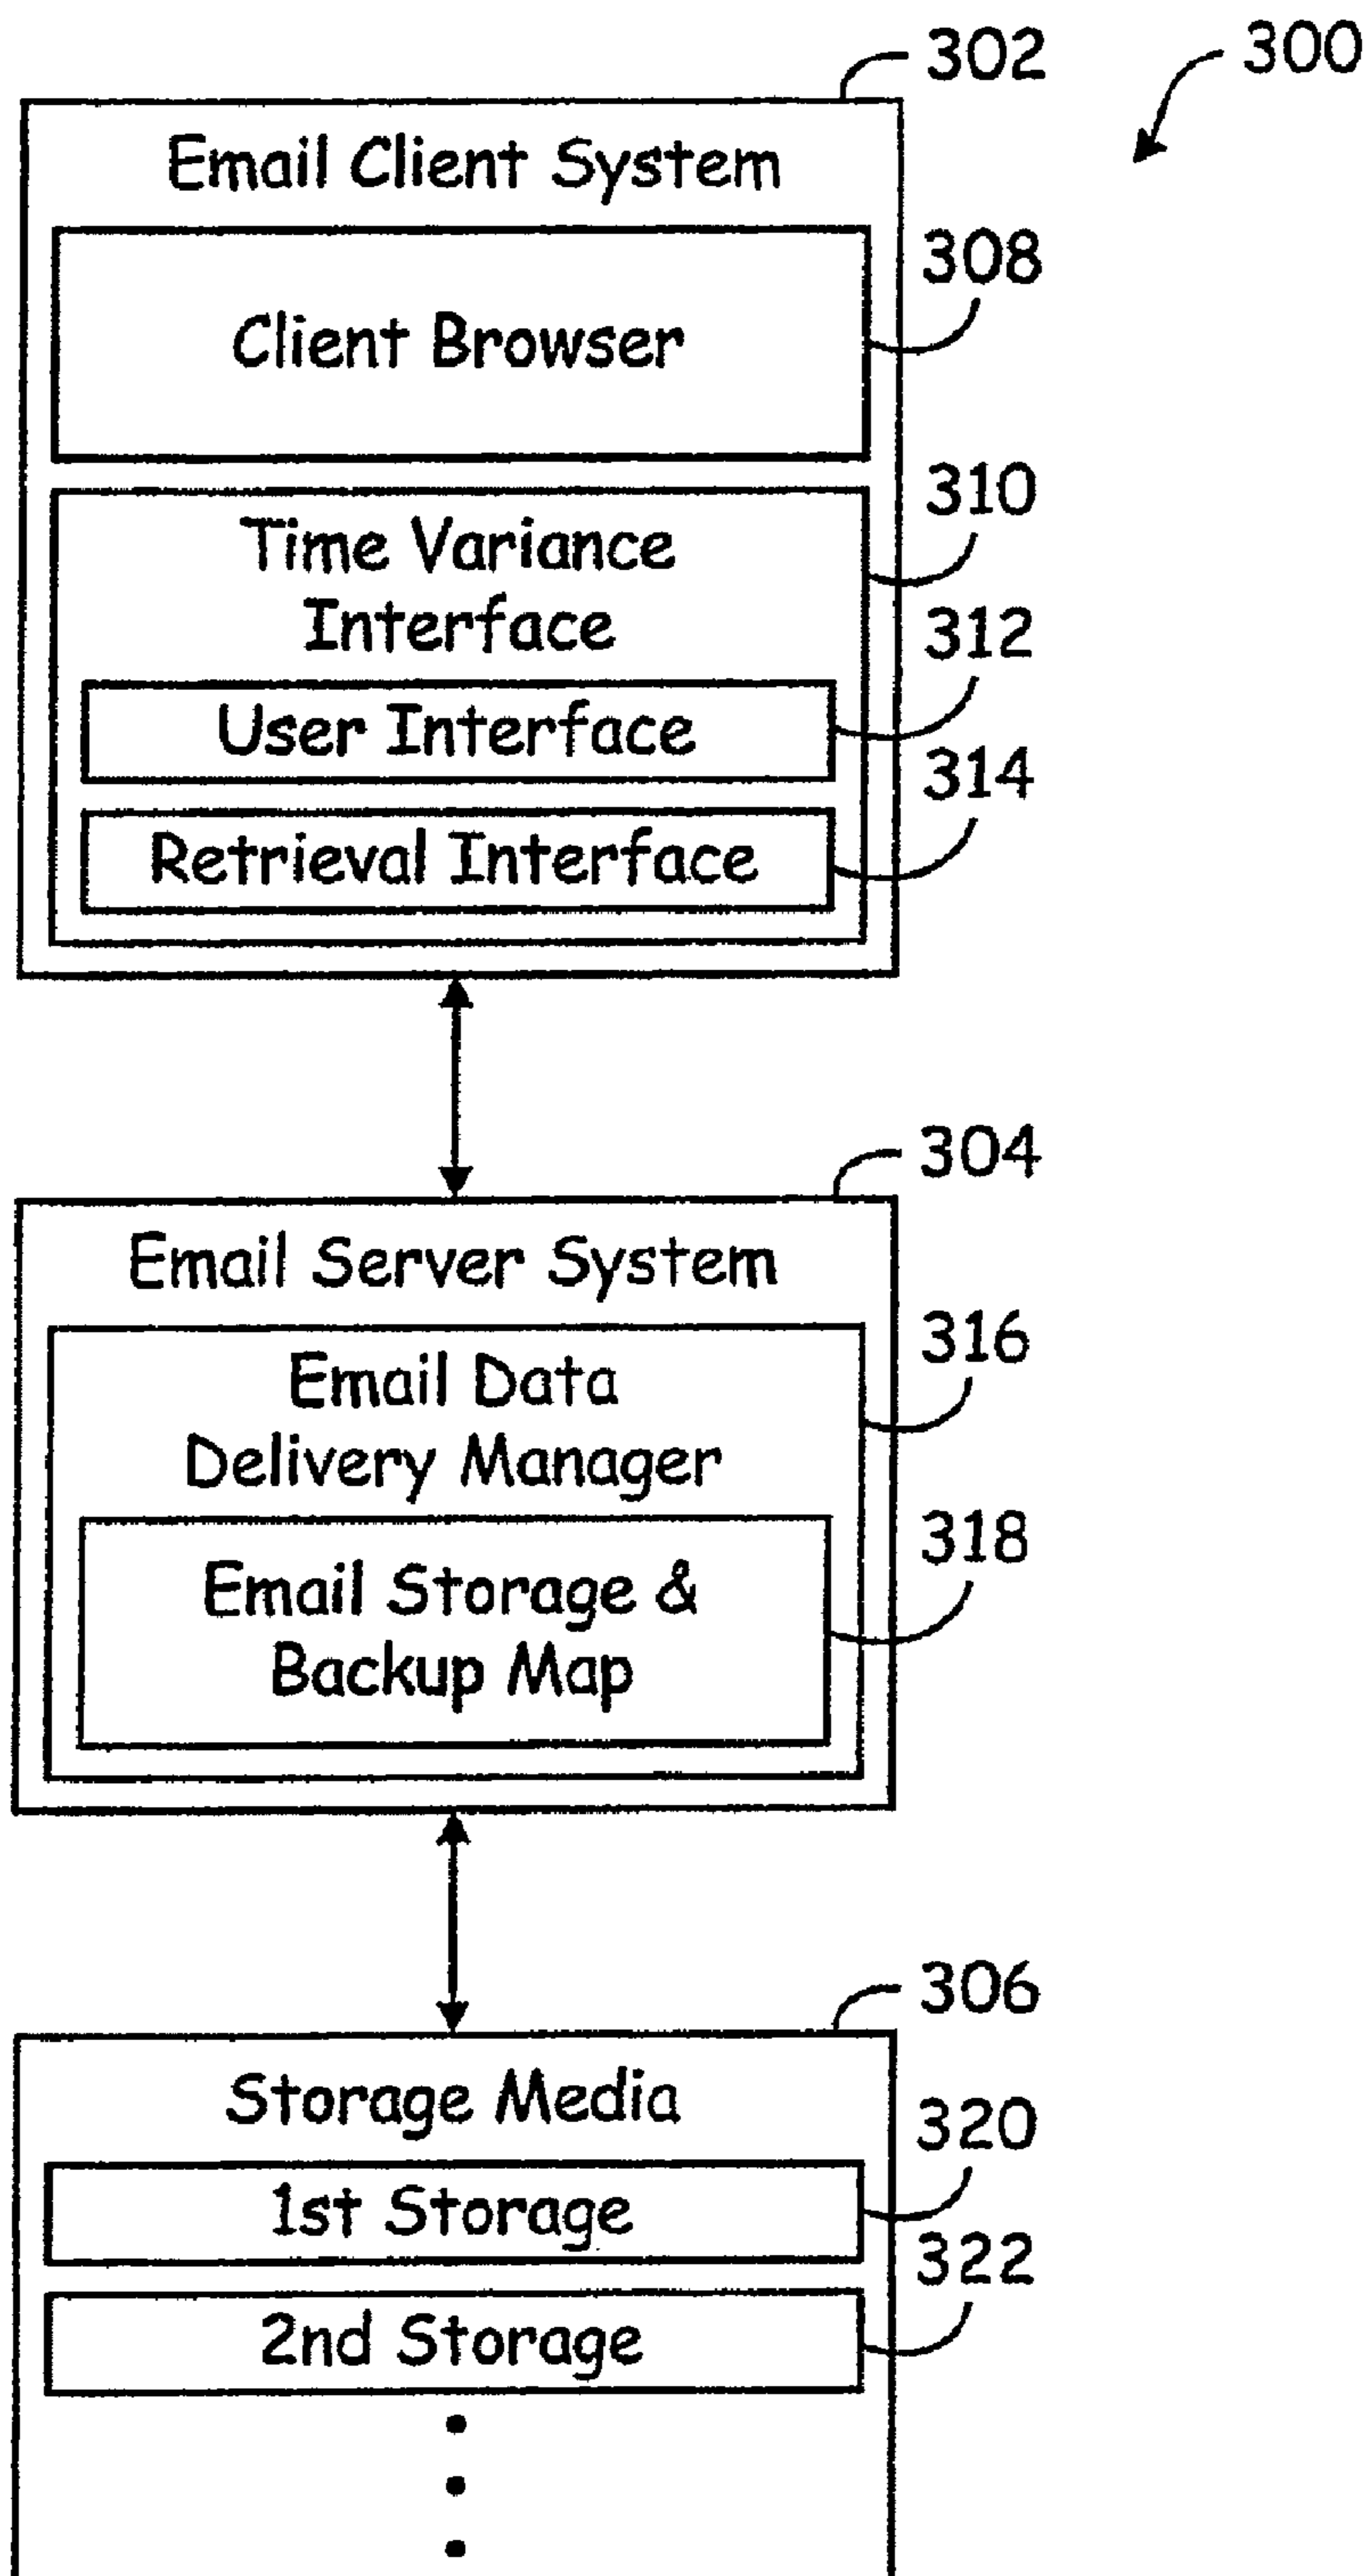 302
300
Email Client System
308
Client Browser
310
Time Variance
Interface
312
User Interface
314
Retrieval Interface
304
Email Server System
316
Email Data
Delivery Manager
318
Email Storage &
Backup Map
306
Storage Media
320
1st Storage
322
2nd Storage